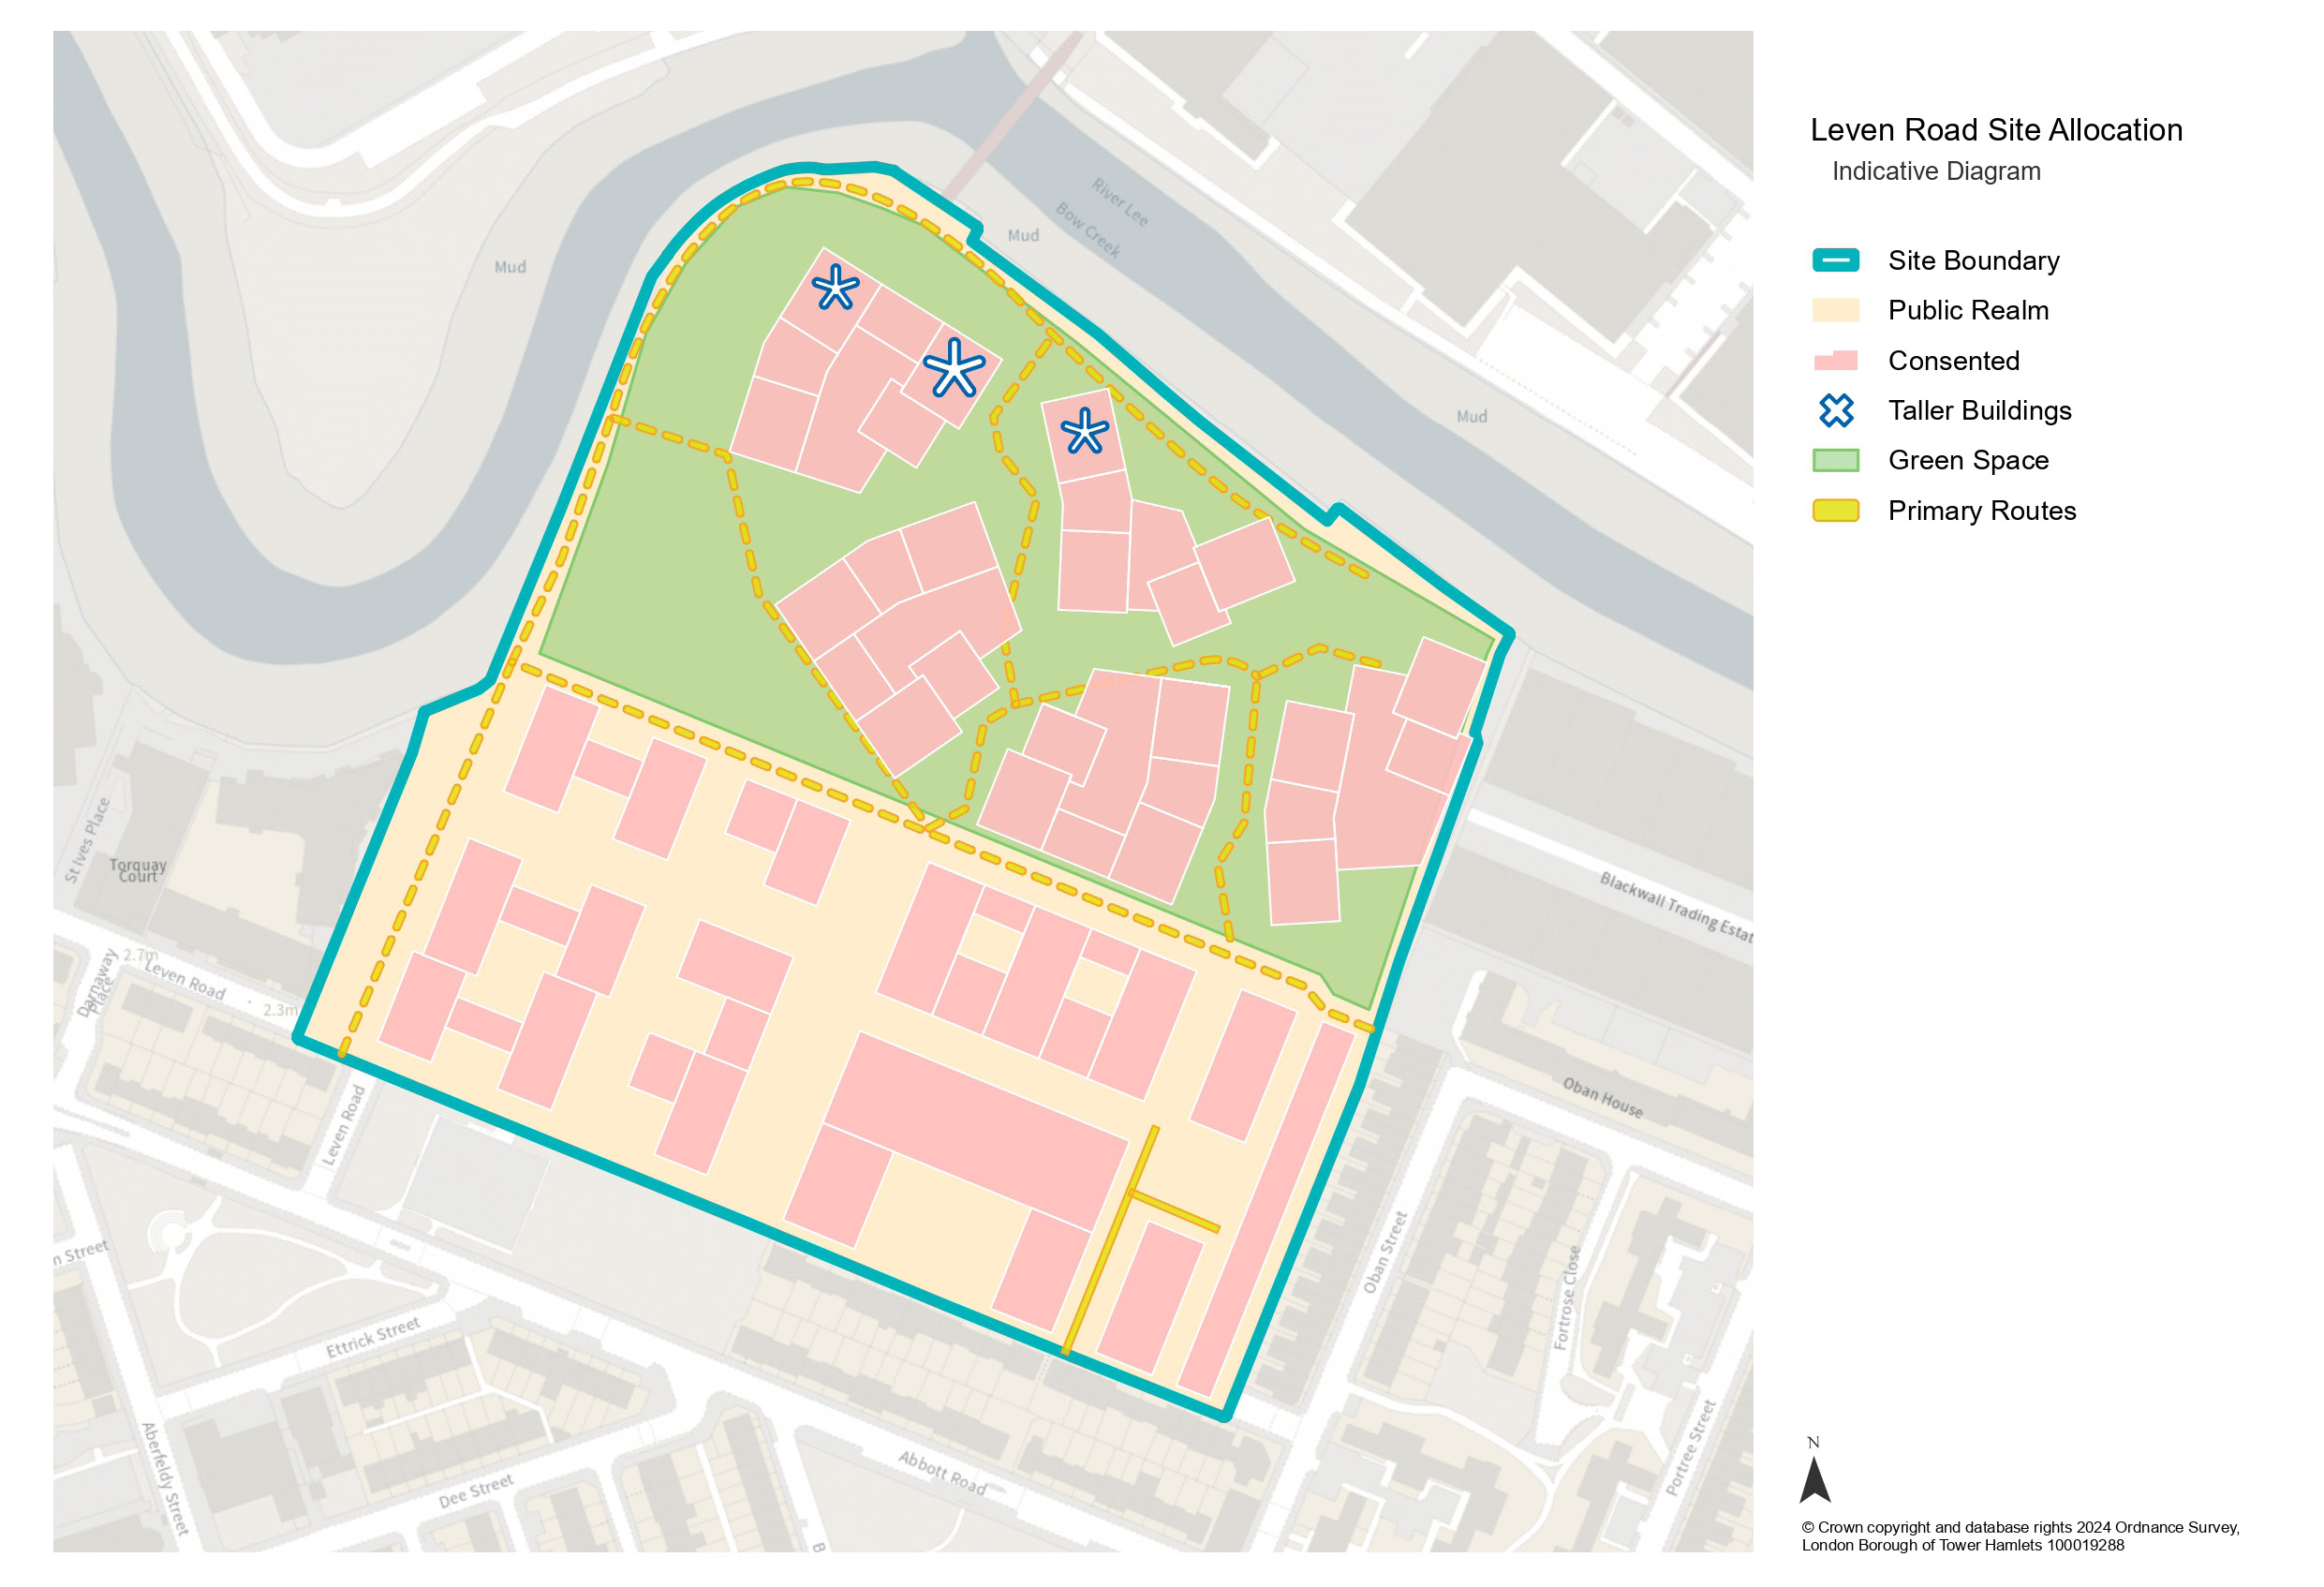 Leven Road Site Allocation
Indicative Diagram
Site Boundary
Public Realm
Consented
Taller Buildings
Green Space
Primary Routes
River Lee
Bow Creek
Mud
Mud
Mud
St Ives Place
Torquay
Court
Darnaway
Place
2.7m
Leven Road
2.3m
Leven Road
Blackwall Trading Estat
Oban House
Oban Street
Fortrose Close
Portree Street
n Street
Ettrick Street
Aberfeldy Street
Dee Street
Abbott Road
B
N
© Crown copyright and database rights 2024 Ordnance Survey,
London Borough of Tower Hamlets 100019288